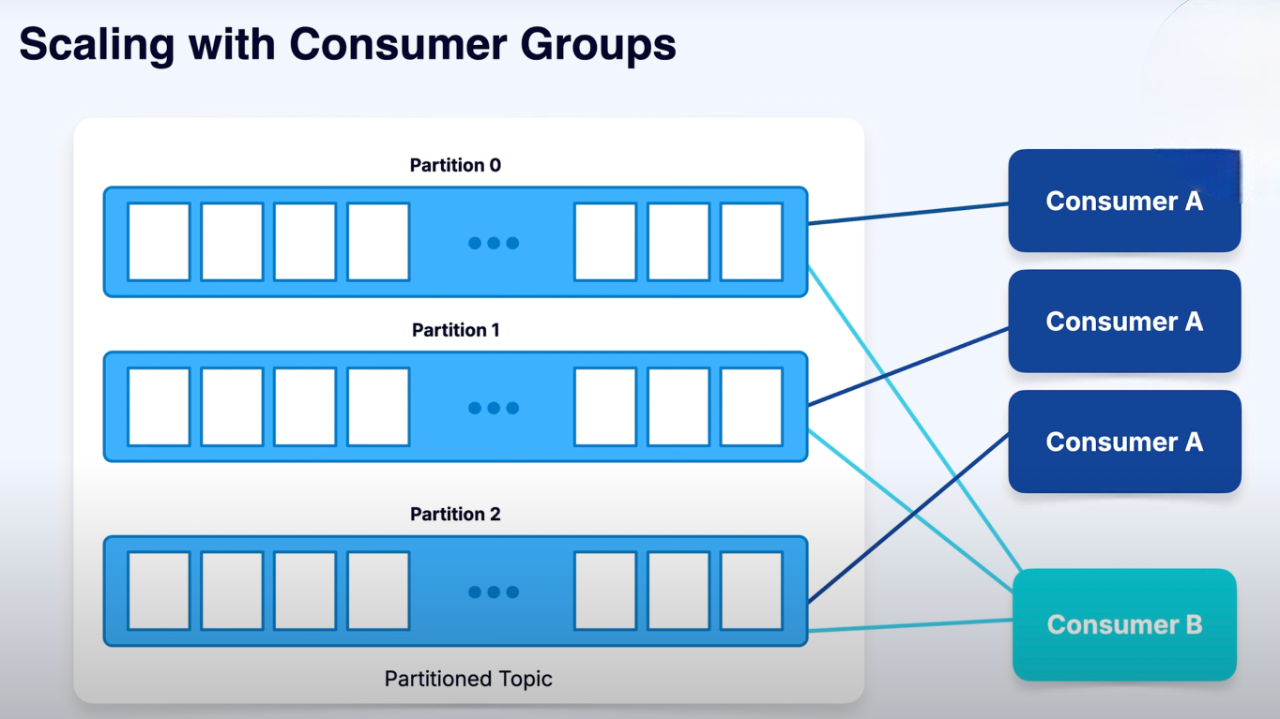 Scaling with Consumer Groups
Partition 0
Partition 1
Partition 2
Partitioned Topic
Consumer A
Consumer A
Consumer A
Consumer B